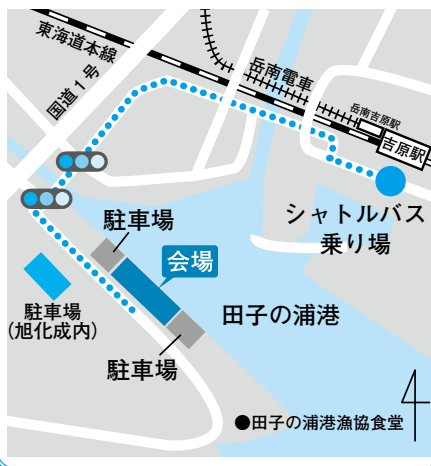 東海道本線
国道1号
岳南電車
岳南吉原駅
吉原駅
シャトルバス
乗り場
駐車場
会場
田子の浦港
駐車場
(旭化成内)
駐車場
●田子の浦港漁協食堂